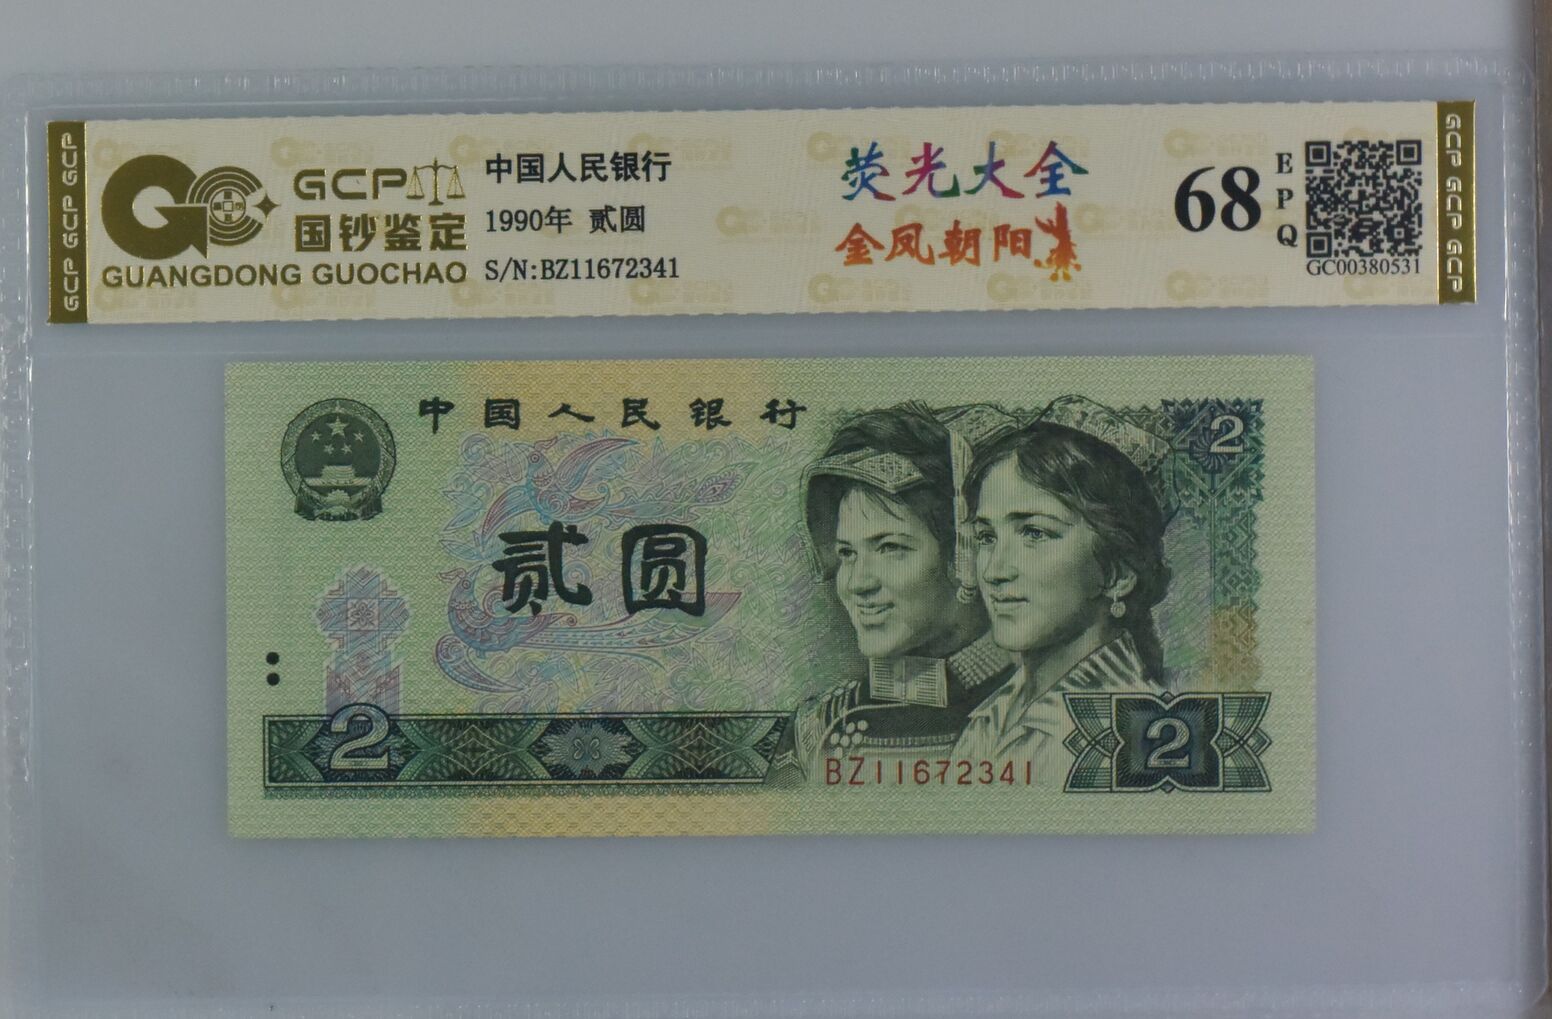 GCP GCP GCP
GCP
国钞鉴定
GUANGDONG GUOCHAO
中国人民银行
1990年 贰圆
S/N:BZ11672341
荧光大全
金凤朝阳
68
EPQ
GC00380531
GCP GCP GCP
中国人民银行
2
贰圆
2
BZ11672341
2